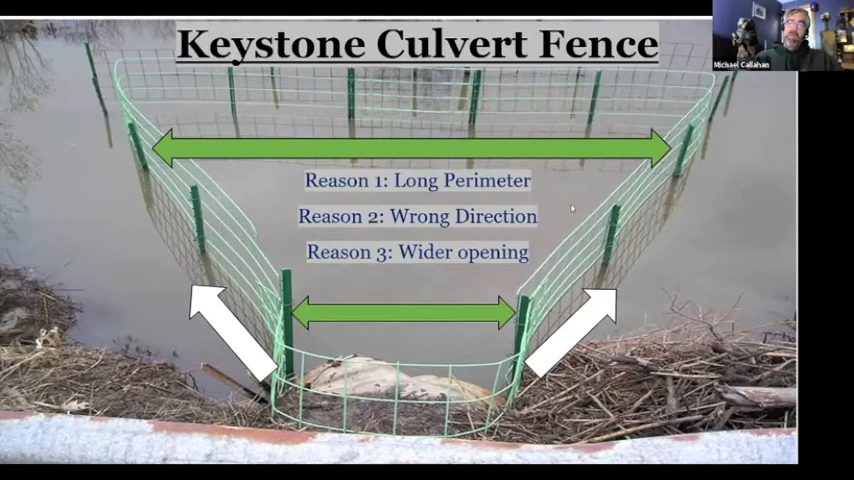 Keystone Culvert Fence
Michael Callahan
Reason 1: Long Perimeter
Reason 2: Wrong Direction
Reason 3: Wider opening